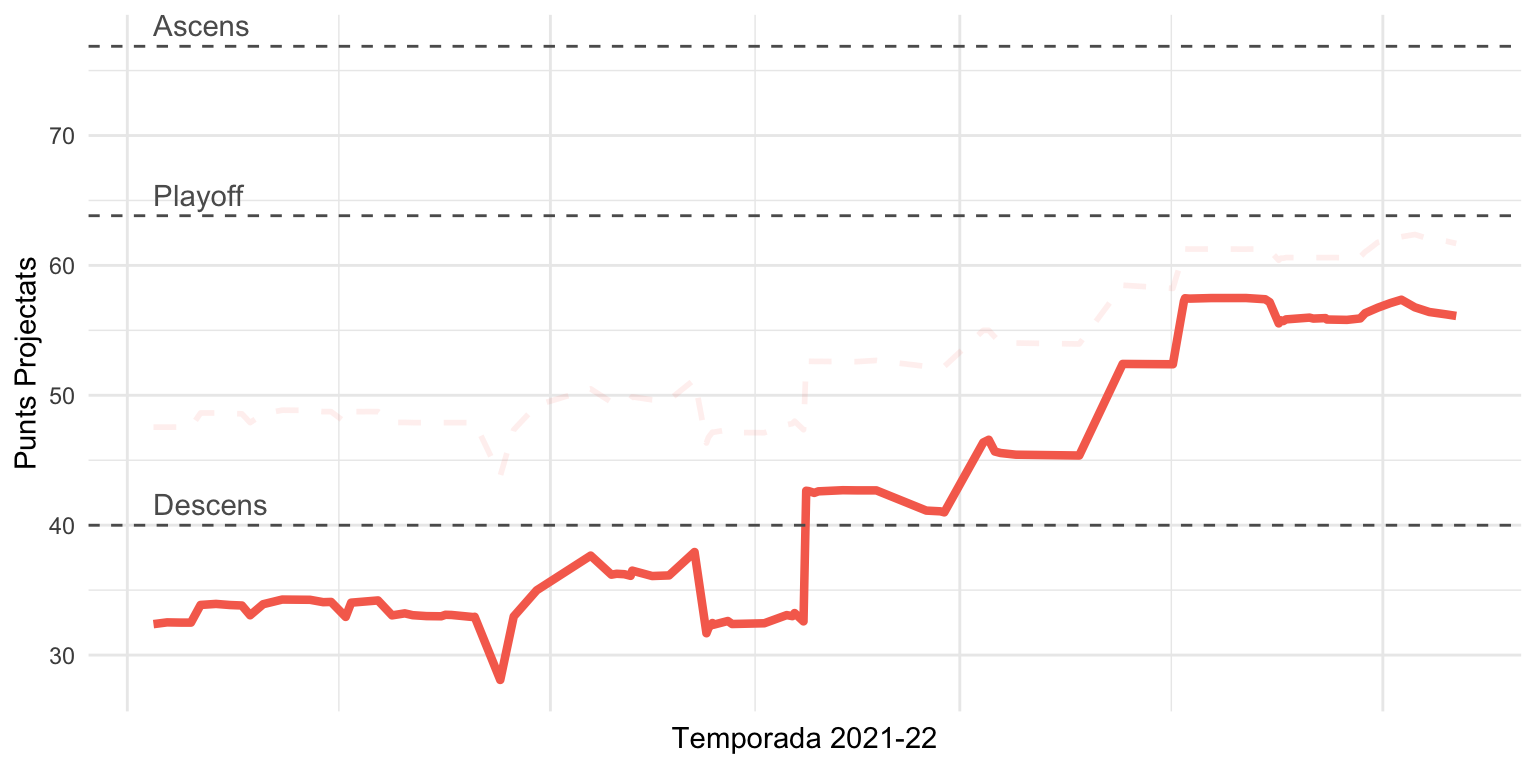 Ascens
70
Playoff
60
50
Descens
40
30
Punts Projectats
Temporada 2021-22